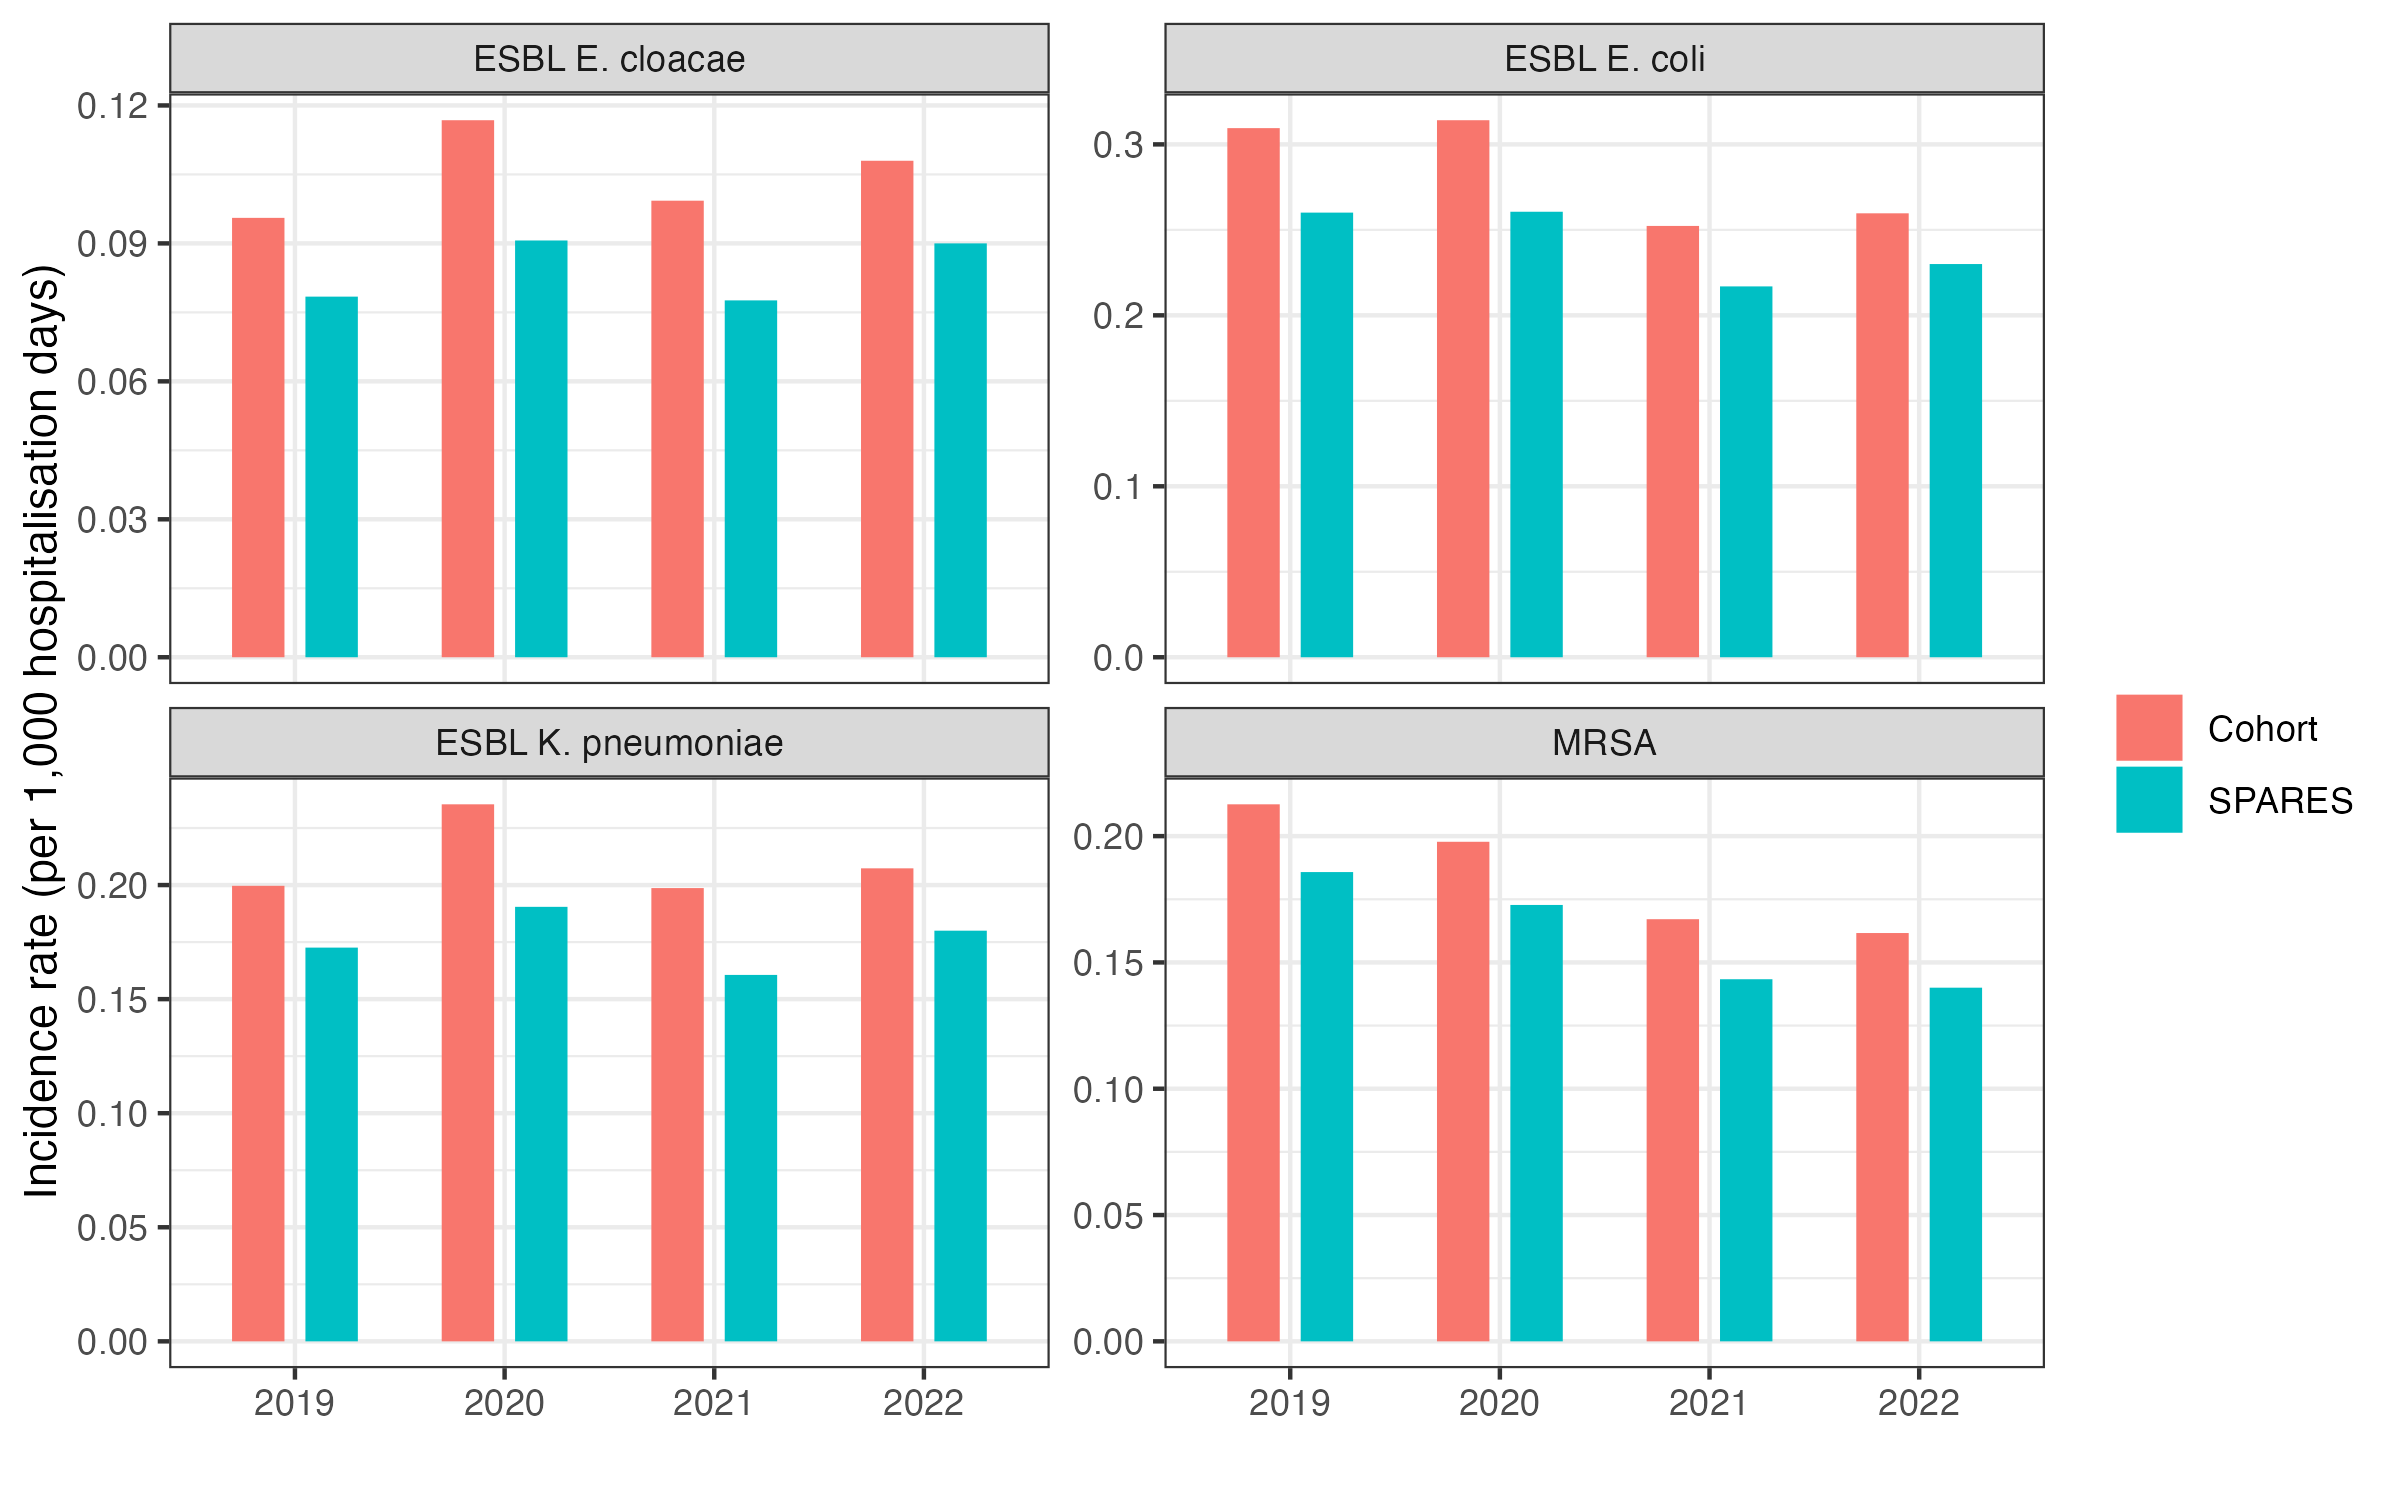 Incidence rate (per 1,000 hospitalisation days)
ESBL E. cloacae
0.12
0.09
0.06
0.03
0.00
ESBL E. coli
0.3
0.2
0.1
0.0
ESBL K. pneumoniae
0.20
0.15
0.10
0.05
0.00
2019 2020 2021 2022
MRSA
0.20
0.15
0.10
0.05
0.00
2019 2020 2021 2022
Cohort
SPARES